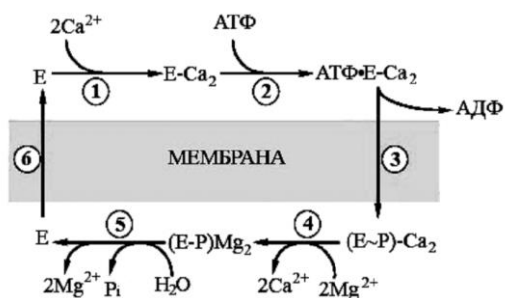 2Ca²⁺ АТФ
E E-Ca₂ АТФ•E-Ca₂
① ②
АДФ
⑥ МЕМБРАНА ③
⑤ ④
E (E-P)Mg₂ (E~P)-Ca₂
2Mg²⁺ Pi H₂O 2Ca²⁺ 2Mg²⁺